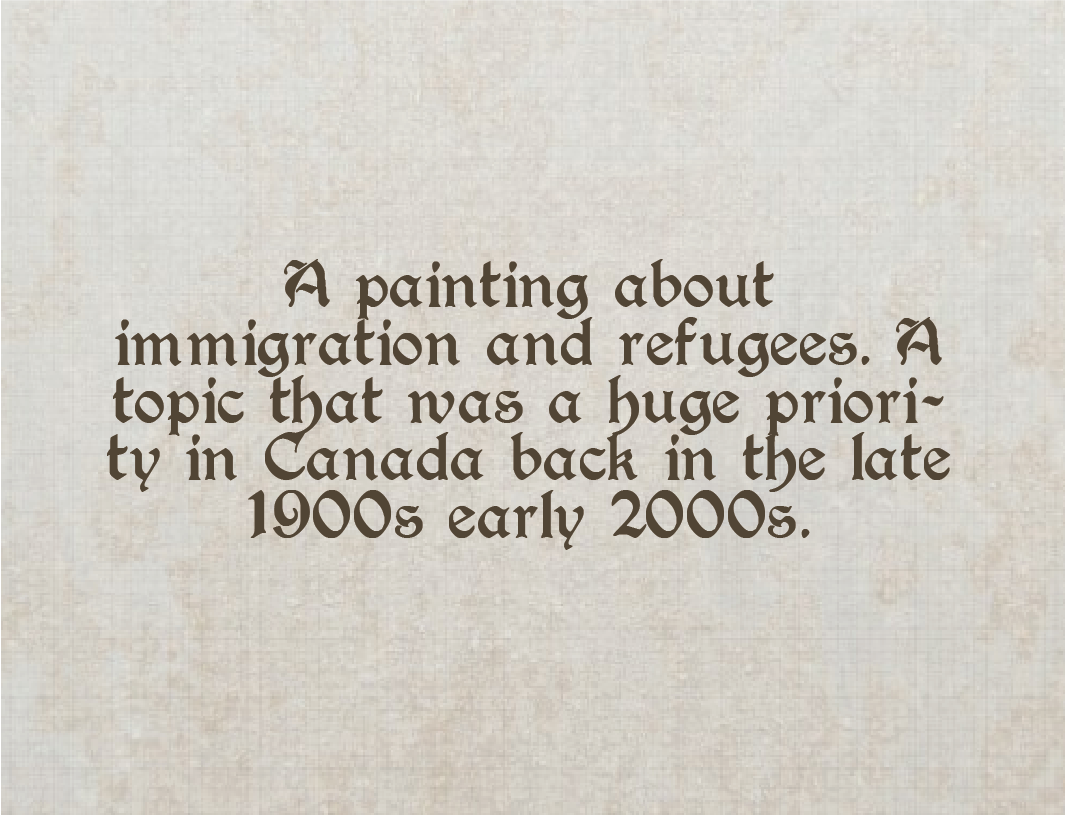 A painting about
immigration and refugees. A
topic that was a huge priori-
ty in Canada back in the late
1900s early 2000s.